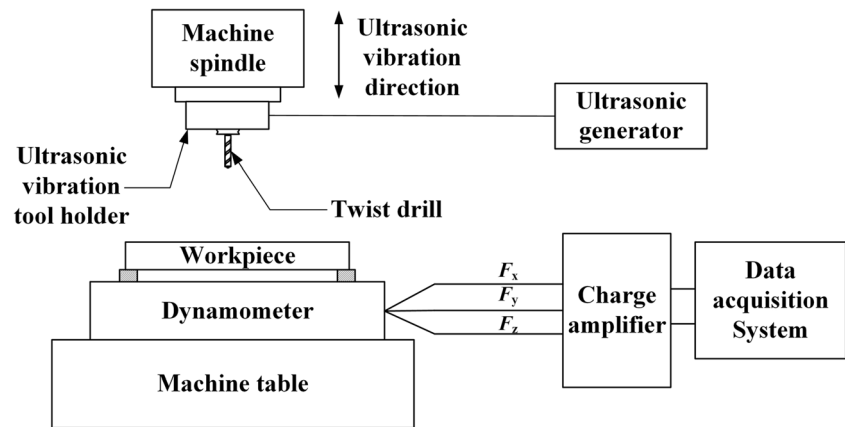 Machine
spindle
Ultrasonic
vibration
direction
Ultrasonic
generator
Ultrasonic
vibration
tool holder
Twist drill
Workpiece
Dynamometer
Machine table
Fx
Fy
Fz
Charge
amplifier
Data
acquisition
System